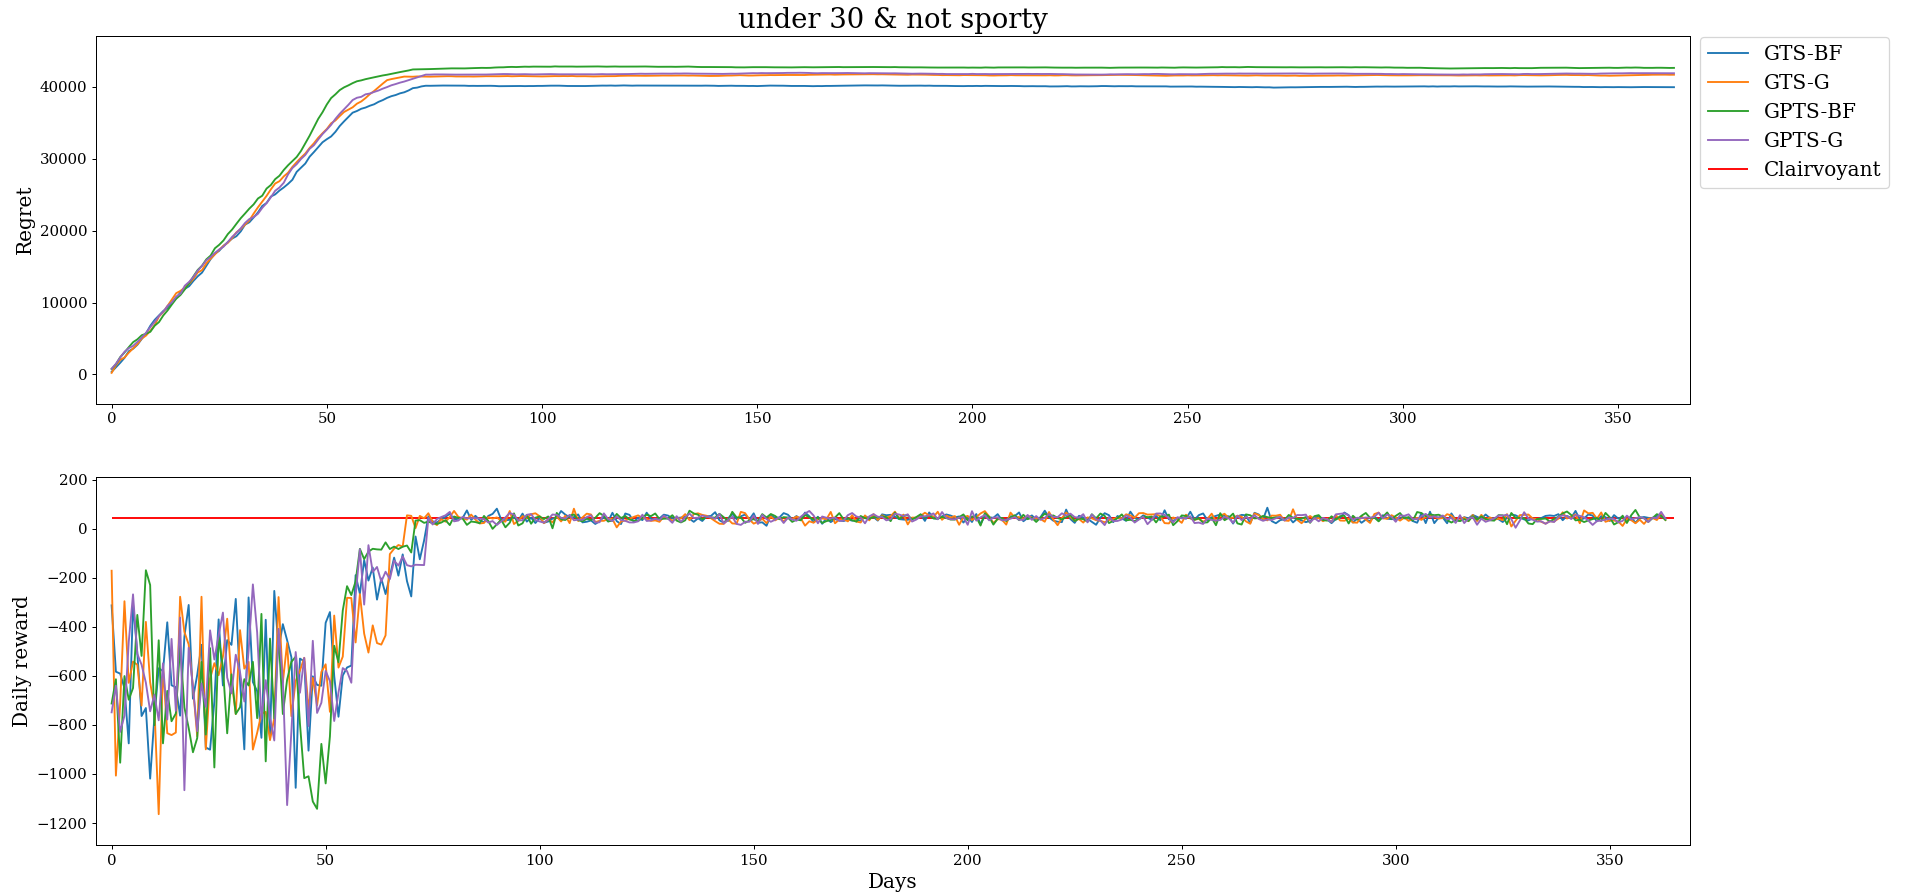 under 30 & not sporty
Regret
40000
30000
20000
10000
0
0 50 100 150 200 250 300 350
GTS-BF
GTS-G
GPTS-BF
GPTS-G
Clairvoyant
Daily reward
200
0
−200
−400
−600
−800
−1000
−1200
0 50 100 150 200 250 300 350
Days